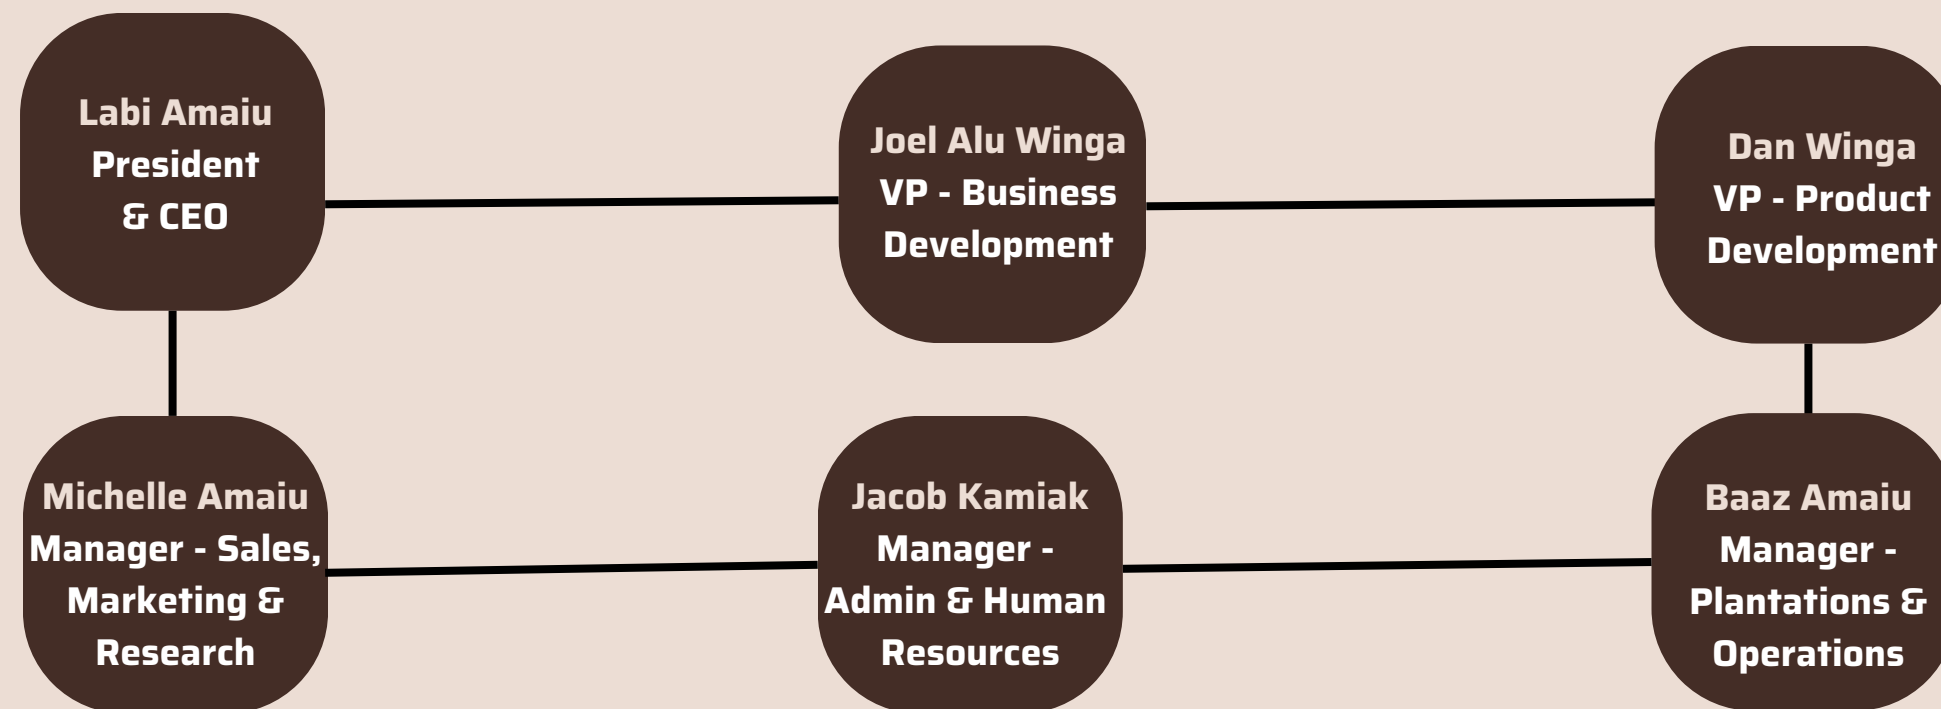 Labi Amaiu
President
& CEO
Joel Alu Winga
VP - Business
Development
Dan Winga
VP - Product
Development
Michelle Amaiu
Manager - Sales,
Marketing &
Research
Jacob Kamiak
Manager -
Admin & Human
Resources
Baaz Amaiu
Manager -
Plantations &
Operations